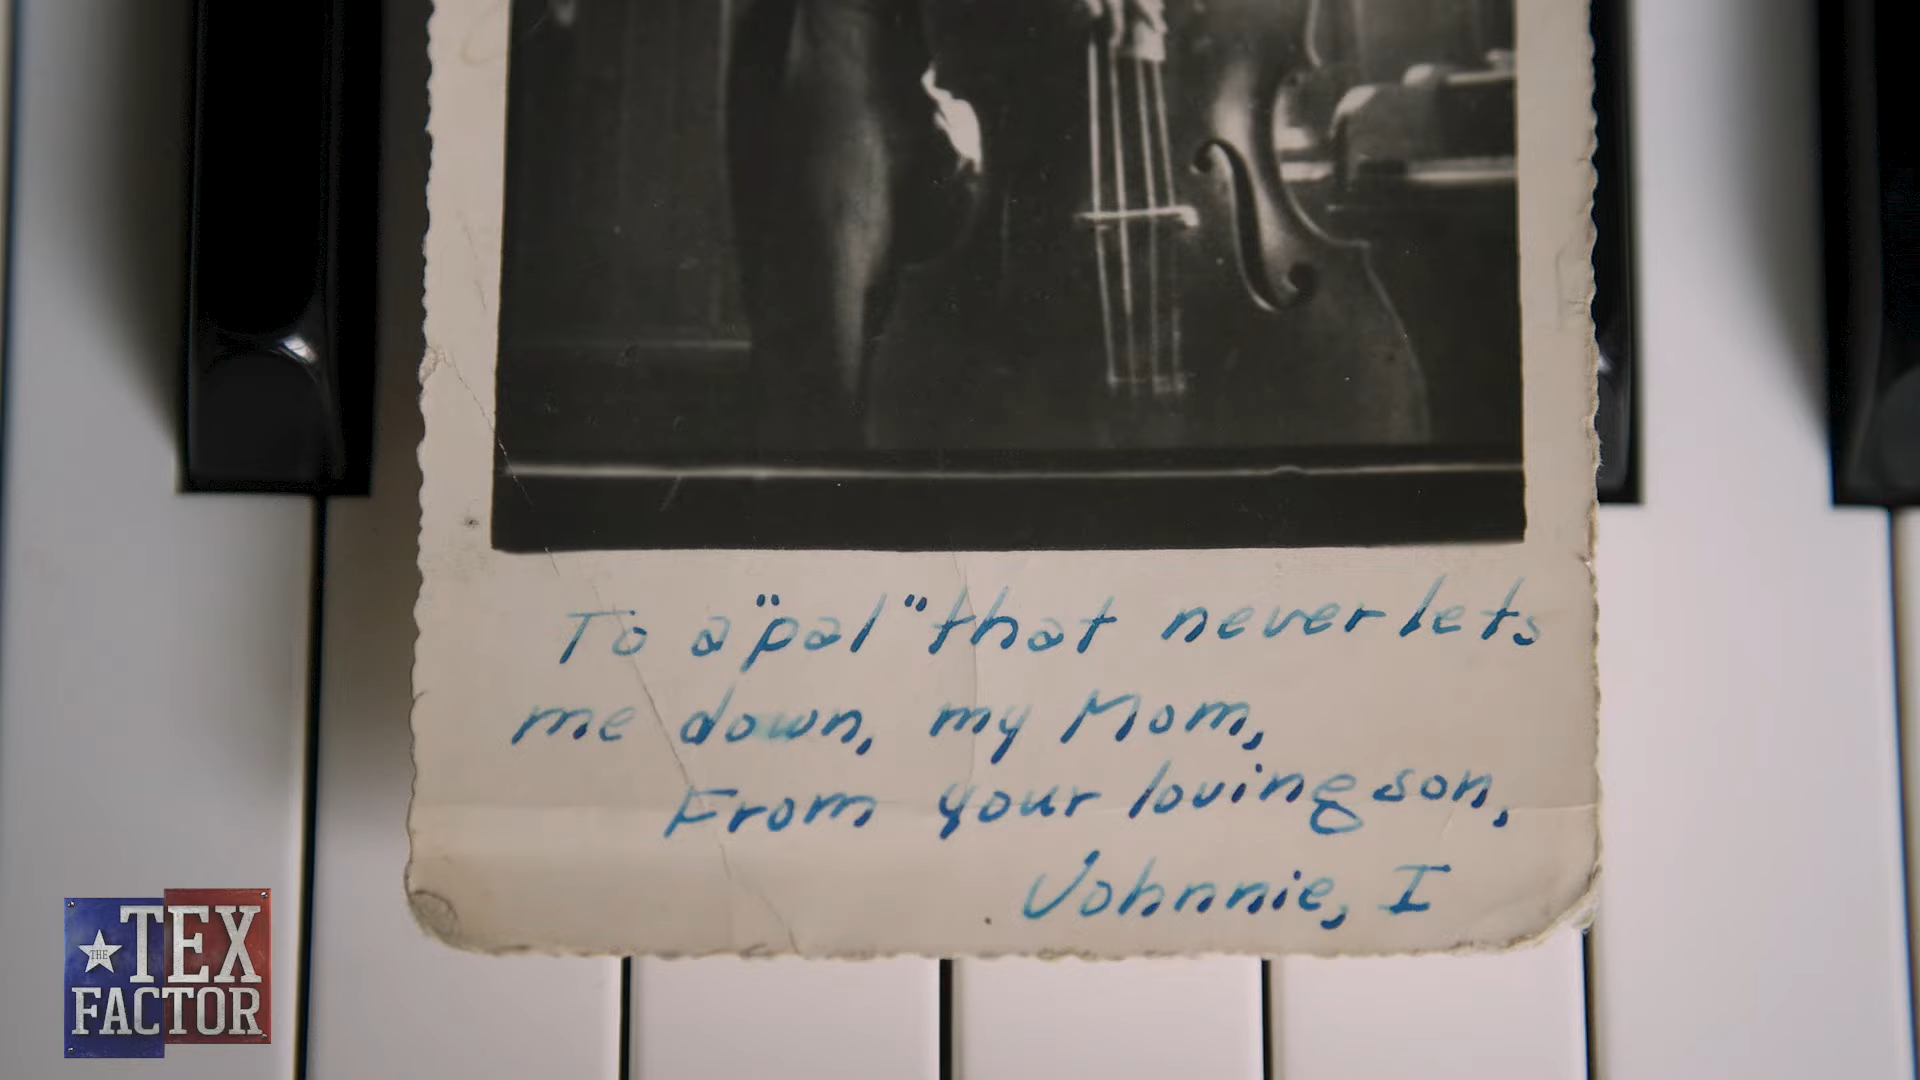 To a "pal" that never lets
me down, my Mom,
From your loving son,
Johnnie, I
THE
TEX
FACTOR